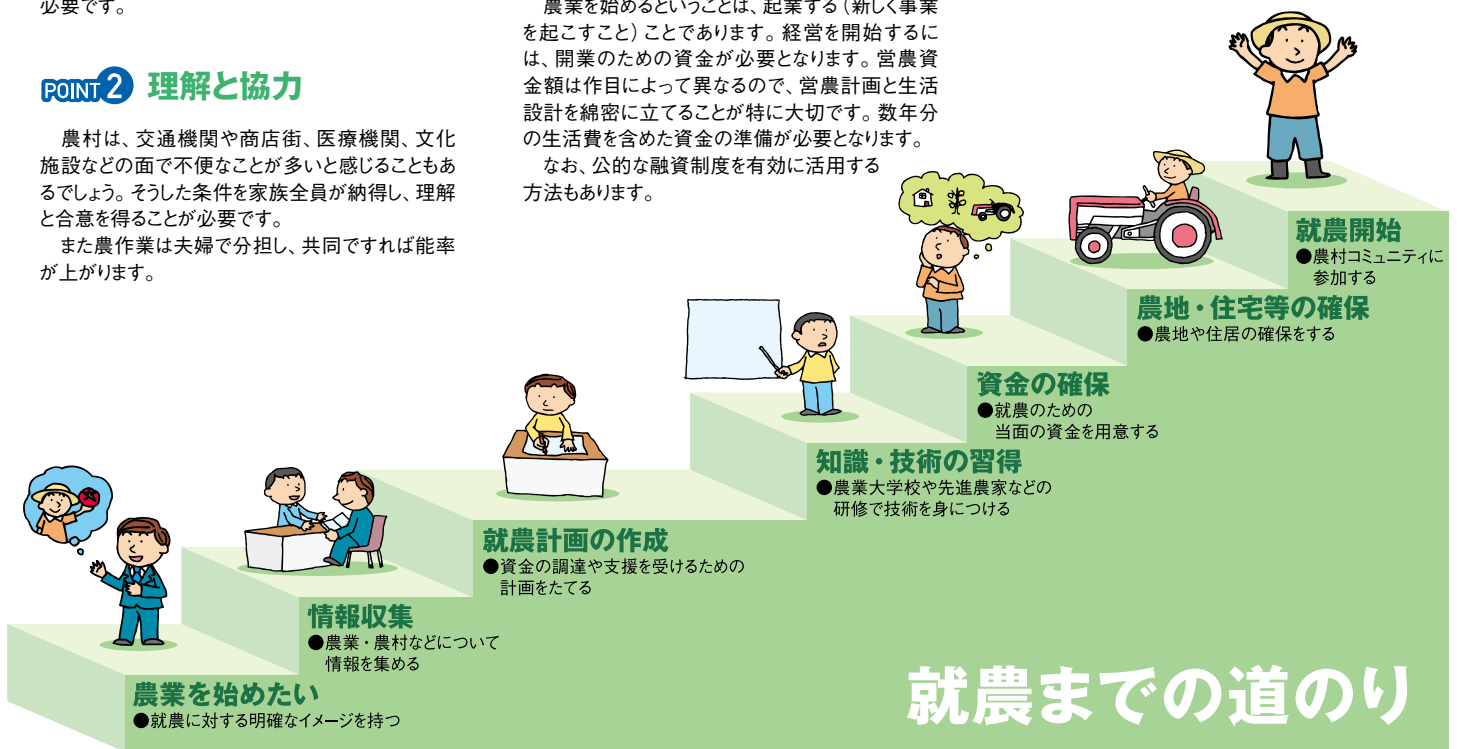 必要です。
POINT 2 理解と協力
　農村は、交通機関や商店街、医療機関、文化
施設などの面で不便なことが多いと感じることもあ
るでしょう。そうした条件を家族全員が納得し、理解
と合意を得ることが必要です。
　また農作業は夫婦で分担し、共同ですれば能率
が上がります。
　農業を始めるということは、起業する（新しく事業
を起こすこと）ことであります。経営を開始するに
は、開業のための資金が必要となります。営農資
金額は作目によって異なるので、営農計画と生活
設計を綿密に立てることが特に大切です。数年分
の生活費を含めた資金の準備が必要となります。
　なお、公的な融資制度を有効に活用する
方法もあります。
就農開始
●農村コミュニティに
参加する
農地・住宅等の確保
●農地や住居の確保をする
資金の確保
●就農のための
当面の資金を用意する
知識・技術の習得
●農業大学校や先進農家などの
研修で技術を身につける
就農計画の作成
●資金の調達や支援を受けるための
計画をたてる
情報収集
●農業・農村などについて
情報を集める
農業を始めたい
●就農に対する明確なイメージを持つ
就農までの道のり